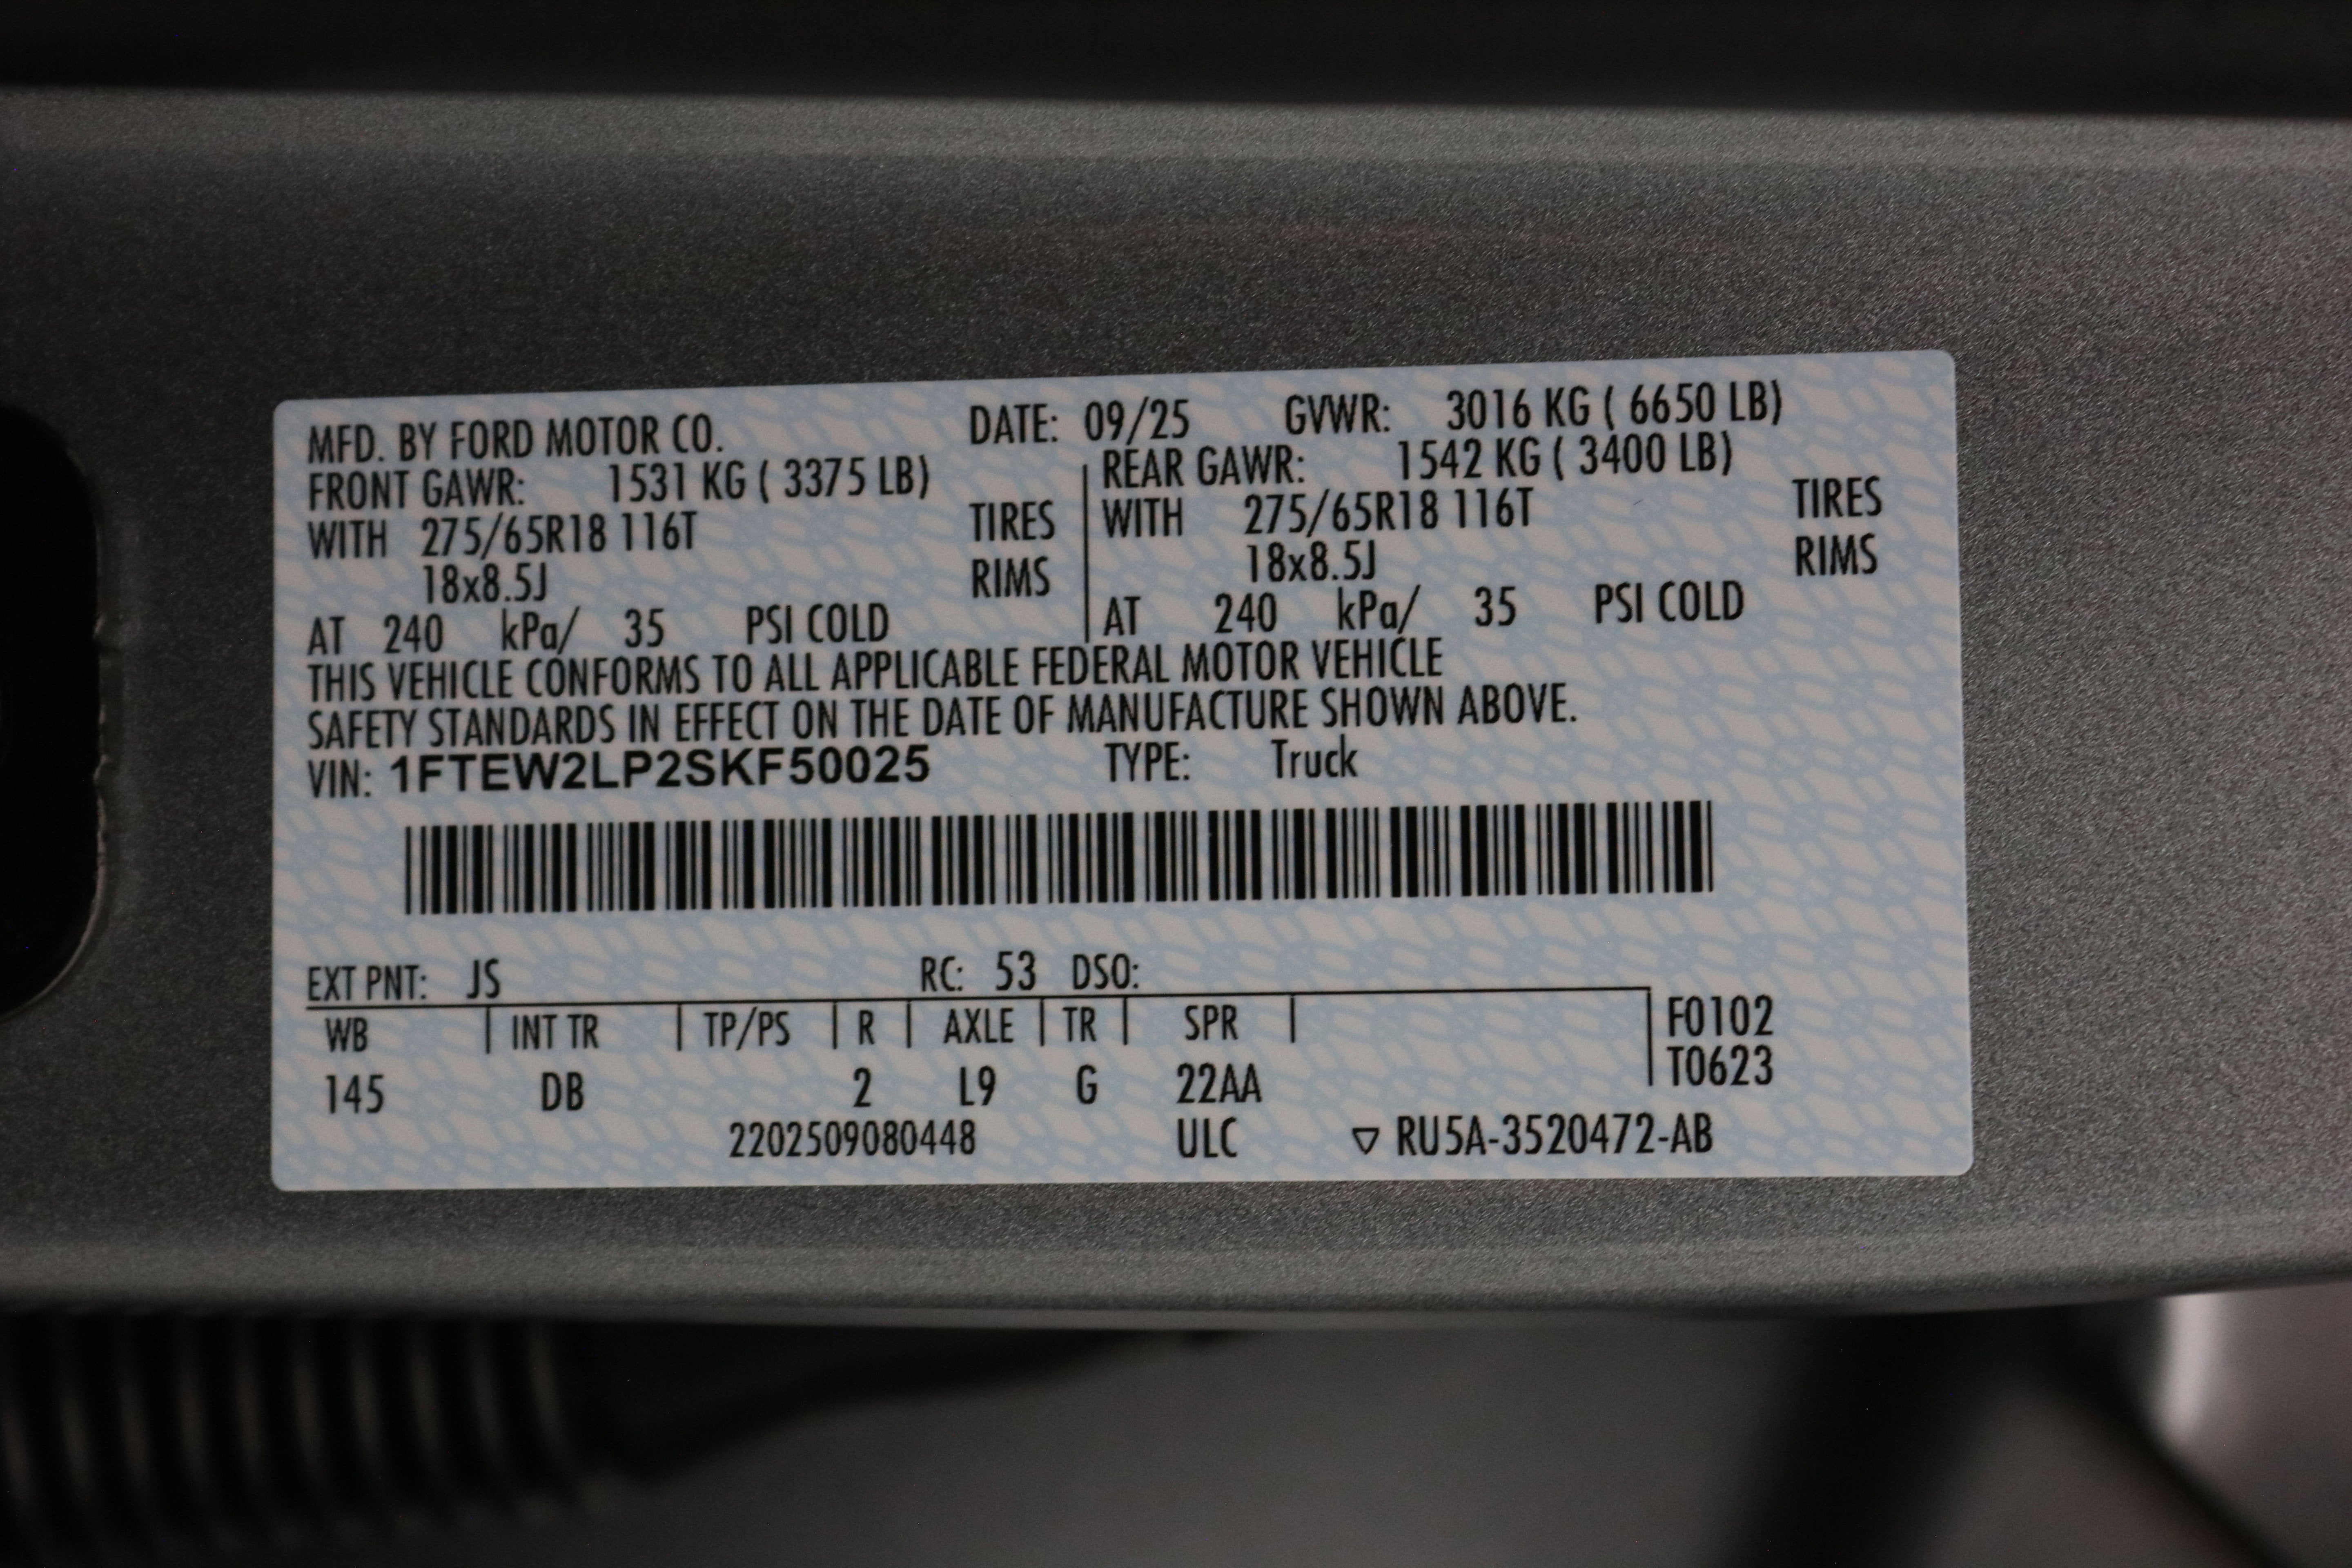 MFD. BY FORD MOTOR CO. DATE: 09/25 GVWR: 3016 KG ( 6650 LB)
FRONT GAWR: 1531 KG ( 3375 LB) REAR GAWR: 1542 KG ( 3400 LB)
WITH 275/65R18 116T TIRES WITH 275/65R18 116T TIRES
18x8.5J RIMS 18x8.5J RIMS
AT 240 kPa/ 35 PSI COLD AT 240 kPa/ 35 PSI COLD
THIS VEHICLE CONFORMS TO ALL APPLICABLE FEDERAL MOTOR VEHICLE
SAFETY STANDARDS IN EFFECT ON THE DATE OF MANUFACTURE SHOWN ABOVE.
VIN: 1FTEW2LP2SKF50025 TYPE: Truck
EXT PNT: JS RC: 53 DSO:
WB INT TR TP/PS R AXLE TR SPR F0102
T0623
145 DB 2 L9 G 22AA
2202509080448 ULC ▽ RU5A-3520472-AB